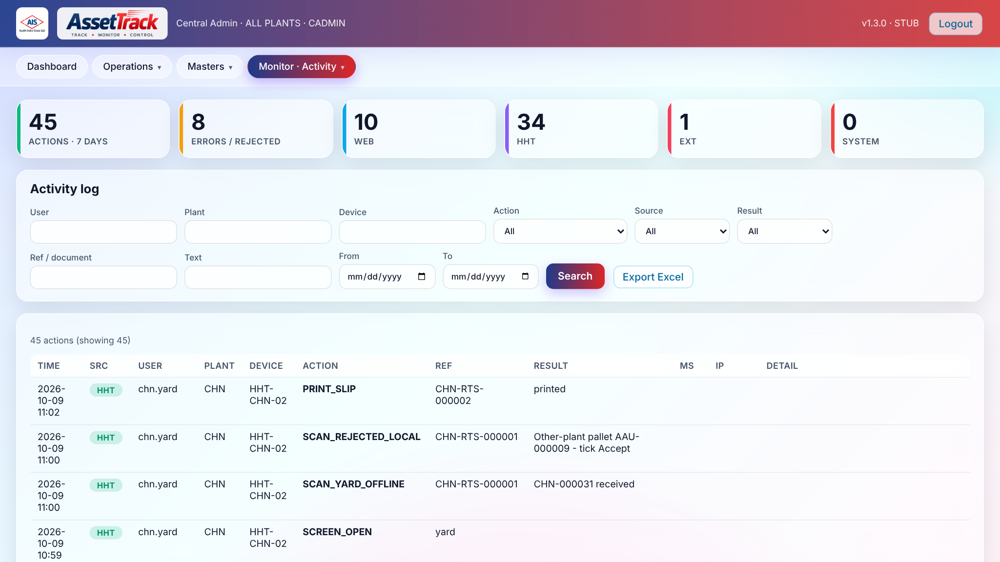 AIS
Asahi India Glass Ltd.
AssetTrack
TRACK • MONITOR • CONTROL
Central Admin · ALL PLANTS · CADMIN
v1.3.0 · STUB
Logout
Dashboard
Operations ▾
Masters ▾
Monitor · Activity ▾
45
ACTIONS · 7 DAYS
8
ERRORS / REJECTED
10
WEB
34
HHT
1
EXT
0
SYSTEM
Activity log
User
Plant
Device
Action
Source
Result
All
All
All
Ref / document
Text
From
To
mm/dd/yyyy
mm/dd/yyyy
Search
Export Excel
45 actions (showing 45)
TIME SRC USER PLANT DEVICE ACTION REF RESULT MS IP DETAIL
2026-10-09 11:02 HHT chn.yard CHN HHT-CHN-02 PRINT_SLIP CHN-RTS-000002 printed
2026-10-09 11:00 HHT chn.yard CHN HHT-CHN-02 SCAN_REJECTED_LOCAL CHN-RTS-000001 Other-plant pallet AAU-000009 - tick Accept
2026-10-09 11:00 HHT chn.yard CHN HHT-CHN-02 SCAN_YARD_OFFLINE CHN-RTS-000001 CHN-000031 received
2026-10-09 10:59 HHT chn.yard CHN HHT-CHN-02 SCREEN_OPEN yard